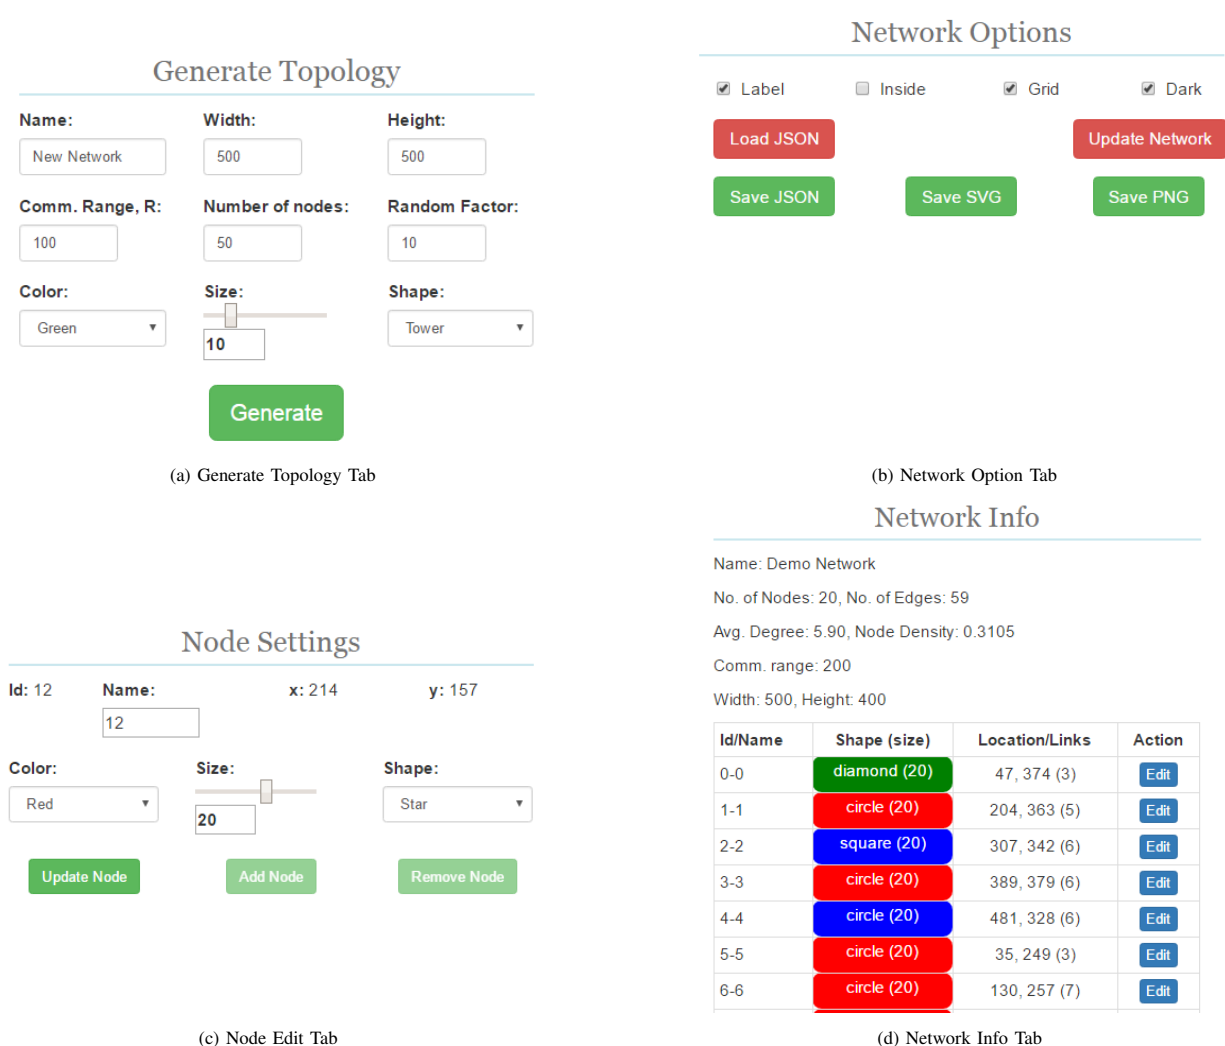 Generate Topology
Name: Width: Height:
New Network 500 500
Comm. Range, R: Number of nodes: Random Factor:
100 50 10
Color: Size: Shape:
Green Tower
10
Generate
(a) Generate Topology Tab
Network Options
Label Inside Grid Dark
Load JSON Update Network
Save JSON Save SVG Save PNG
(b) Network Option Tab
Node Settings
Id: 12 Name: x: 214 y: 157
12
Color: Size: Shape:
Red Star
20
Update Node Add Node Remove Node
(c) Node Edit Tab
Network Info
Name: Demo Network
No. of Nodes: 20, No. of Edges: 59
Avg. Degree: 5.90, Node Density: 0.3105
Comm. range: 200
Width: 500, Height: 400
Id/Name Shape (size) Location/Links Action
0-0 diamond (20) 47, 374 (3) Edit
1-1 circle (20) 204, 363 (5) Edit
2-2 square (20) 307, 342 (6) Edit
3-3 circle (20) 389, 379 (6) Edit
4-4 circle (20) 481, 328 (6) Edit
5-5 circle (20) 35, 249 (3) Edit
6-6 circle (20) 130, 257 (7) Edit
(d) Network Info Tab